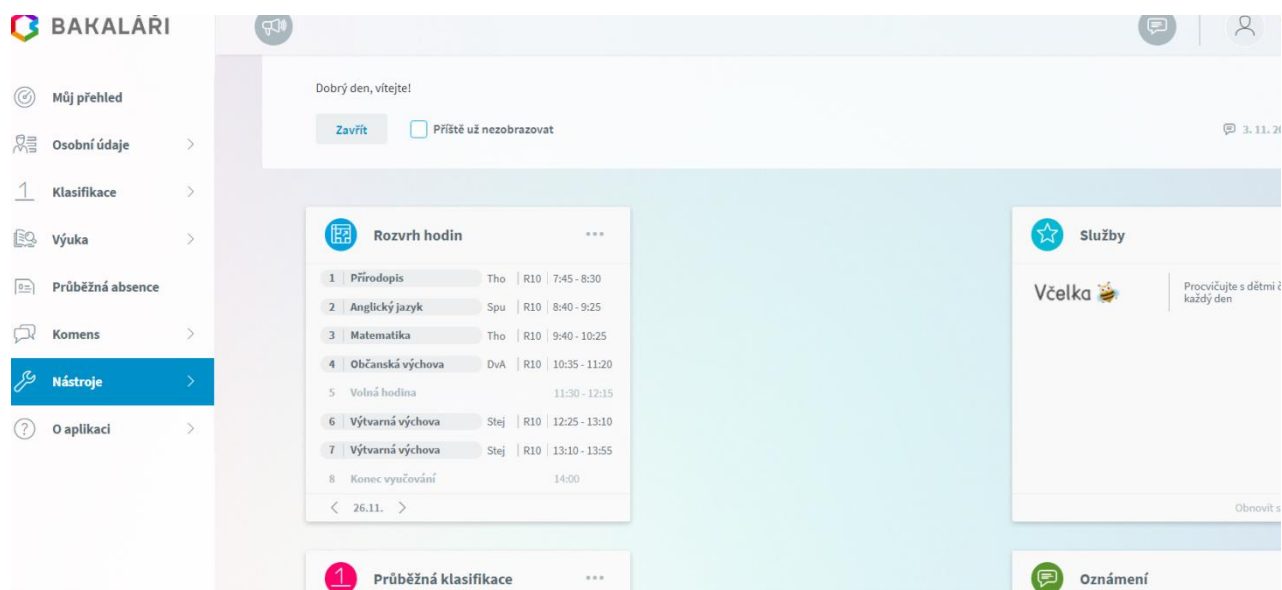 BAKALÁŘI
Můj přehled
Osobní údaje
Klasifikace
Výuka
Průběžná absence
Komens
Nástroje
O aplikaci
Dobrý den, vítejte!
Zavřít Příště už nezobrazovat
3. 11. 20
Rozvrh hodin
1 Přírodopis Tho R10 7:45 - 8:30
2 Anglický jazyk Spu R10 8:40 - 9:25
3 Matematika Tho R10 9:40 - 10:25
4 Občanská výchova DvA R10 10:35 - 11:20
5 Volná hodina 11:30 - 12:15
6 Výtvarná výchova Stej R10 12:25 - 13:10
7 Výtvarná výchova Stej R10 13:10 - 13:55
8 Konec vyučování 14:00
26.11.
Služby
Včelka
Procvičujte s dětmi č
každý den
Obnovit s
Průběžná klasifikace
Oznámení